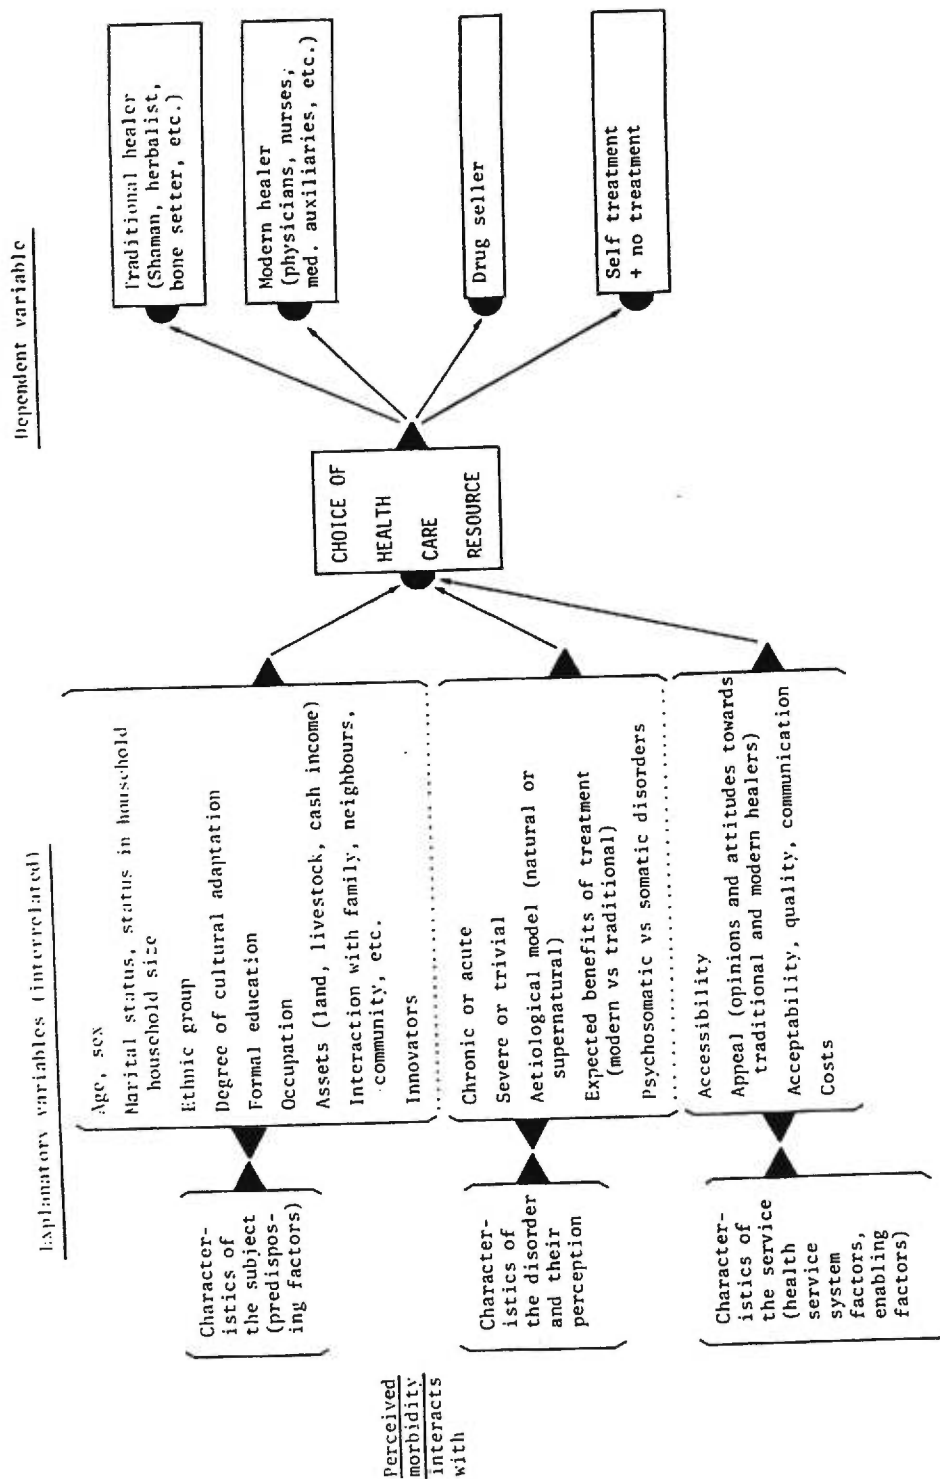 Explanatory variables (interrelated)
Dependent variable
Perceived
morbidity
interacts
with
Character-
istics of
the subject
(predispos-
ing factors)
Age, sex
Marital status, status in household
household size
Ethnic group
Degree of cultural adaptation
Formal education
Occupation
Assets (land, livestock, cash income)
Interaction with family, neighbours,
community, etc.
Innovators
Character-
istics of
the disorder
and their
perception
Chronic or acute
Severe or trivial
Aetiological model (natural or
supernatural)
Expected benefits of treatment
(modern vs traditional)
Psychosomatic vs somatic disorders
Character-
istics of
the service
(health
service
system
factors,
enabling
factors)
Accessibility
Appeal (opinions and attitudes towards
traditional and modern healers)
Acceptability, quality, communication
Costs
CHOICE OF
HEALTH
CARE
RESOURCE
Traditional healer
(Shaman, herbalist,
bone setter, etc.)
Modern healer
(physicians, nurses,
med. auxiliaries, etc.)
Drug seller
Self treatment
+ no treatment